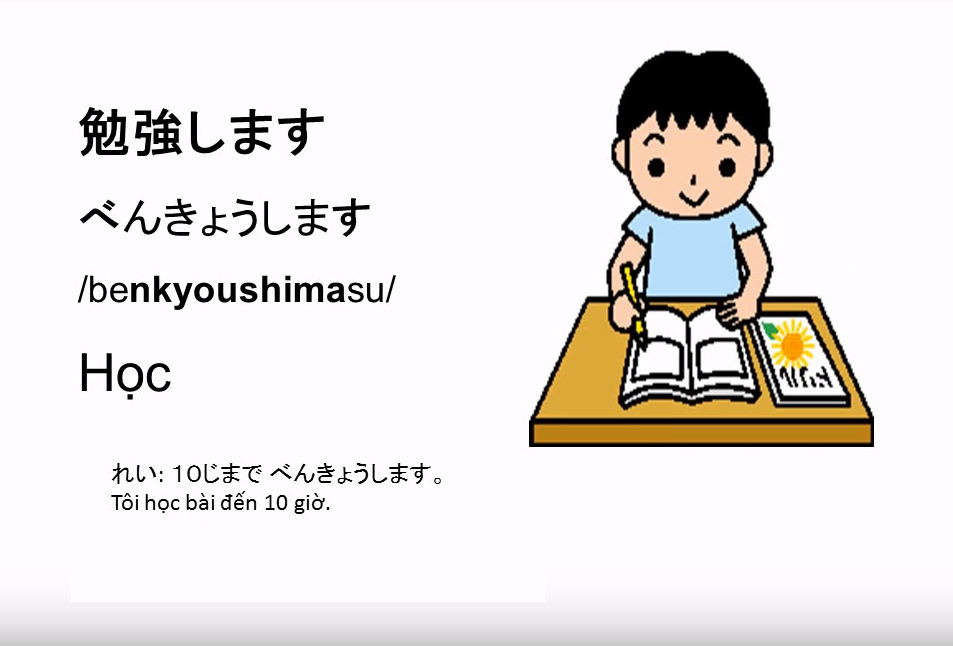 勉強します
べんきょうします
/benkyoushimasu/
Học
れい: １０じまで べんきょうします。
Tôi học bài đến 10 giờ.